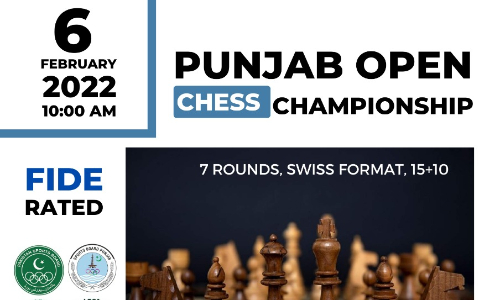 6
FEBRUARY
2022
10:00 AM
PUNJAB OPEN
CHESS CHAMPIONSHIP
FIDE
RATED
7 ROUNDS, SWISS FORMAT, 15+10